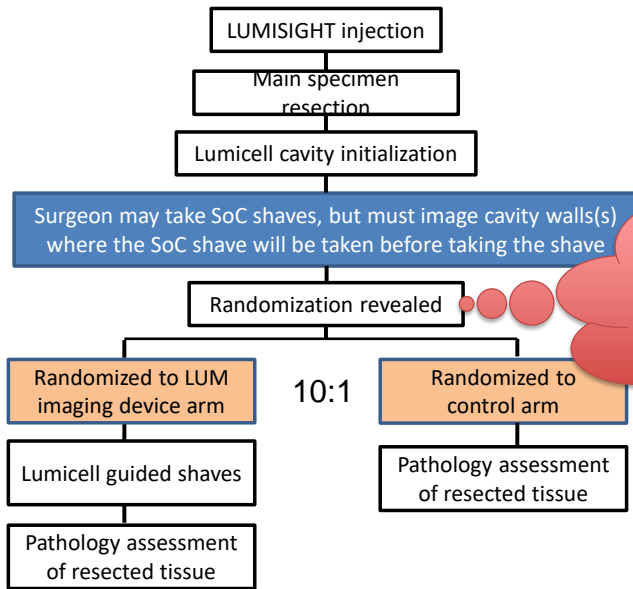 LUMISIGHT injection
Main specimen
resection
Lumicell cavity initialization
Surgeon may take SoC shaves, but must image cavity walls(s)
where the SoC shave will be taken before taking the shave
Randomization revealed
Randomized to LUM
imaging device arm
10:1
Randomized to
control arm
Lumicell guided shaves
Pathology assessment
of resected tissue
Pathology assessment
of resected tissue